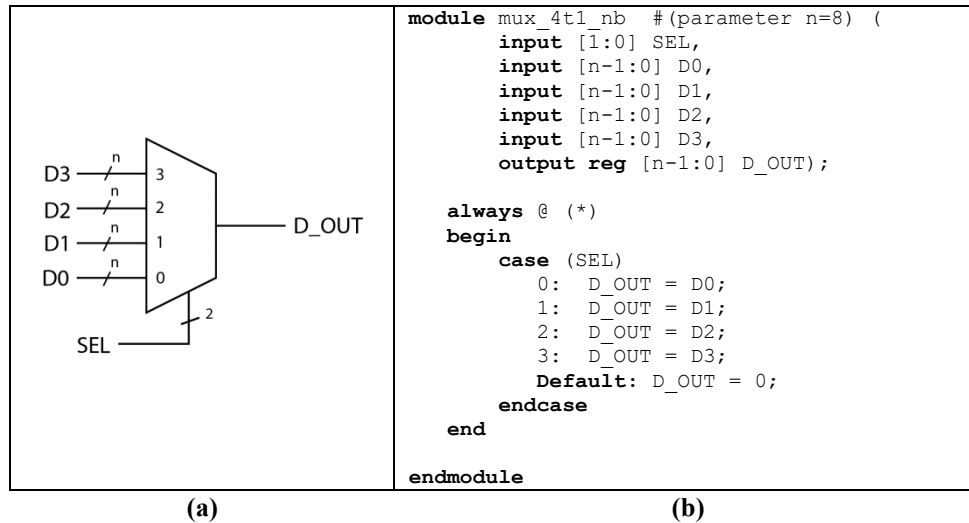 D3
n
3
D2
n
2
D1
n
1
D0
n
0
D_OUT
2
SEL
module mux_4t1_nb #(parameter n=8) (
input [1:0] SEL,
input [n-1:0] D0,
input [n-1:0] D1,
input [n-1:0] D2,
input [n-1:0] D3,
output reg [n-1:0] D_OUT);
always @ (*)
begin
case (SEL)
0: D_OUT = D0;
1: D_OUT = D1;
2: D_OUT = D2;
3: D_OUT = D3;
Default: D_OUT = 0;
endcase
end
endmodule
(a)
(b)